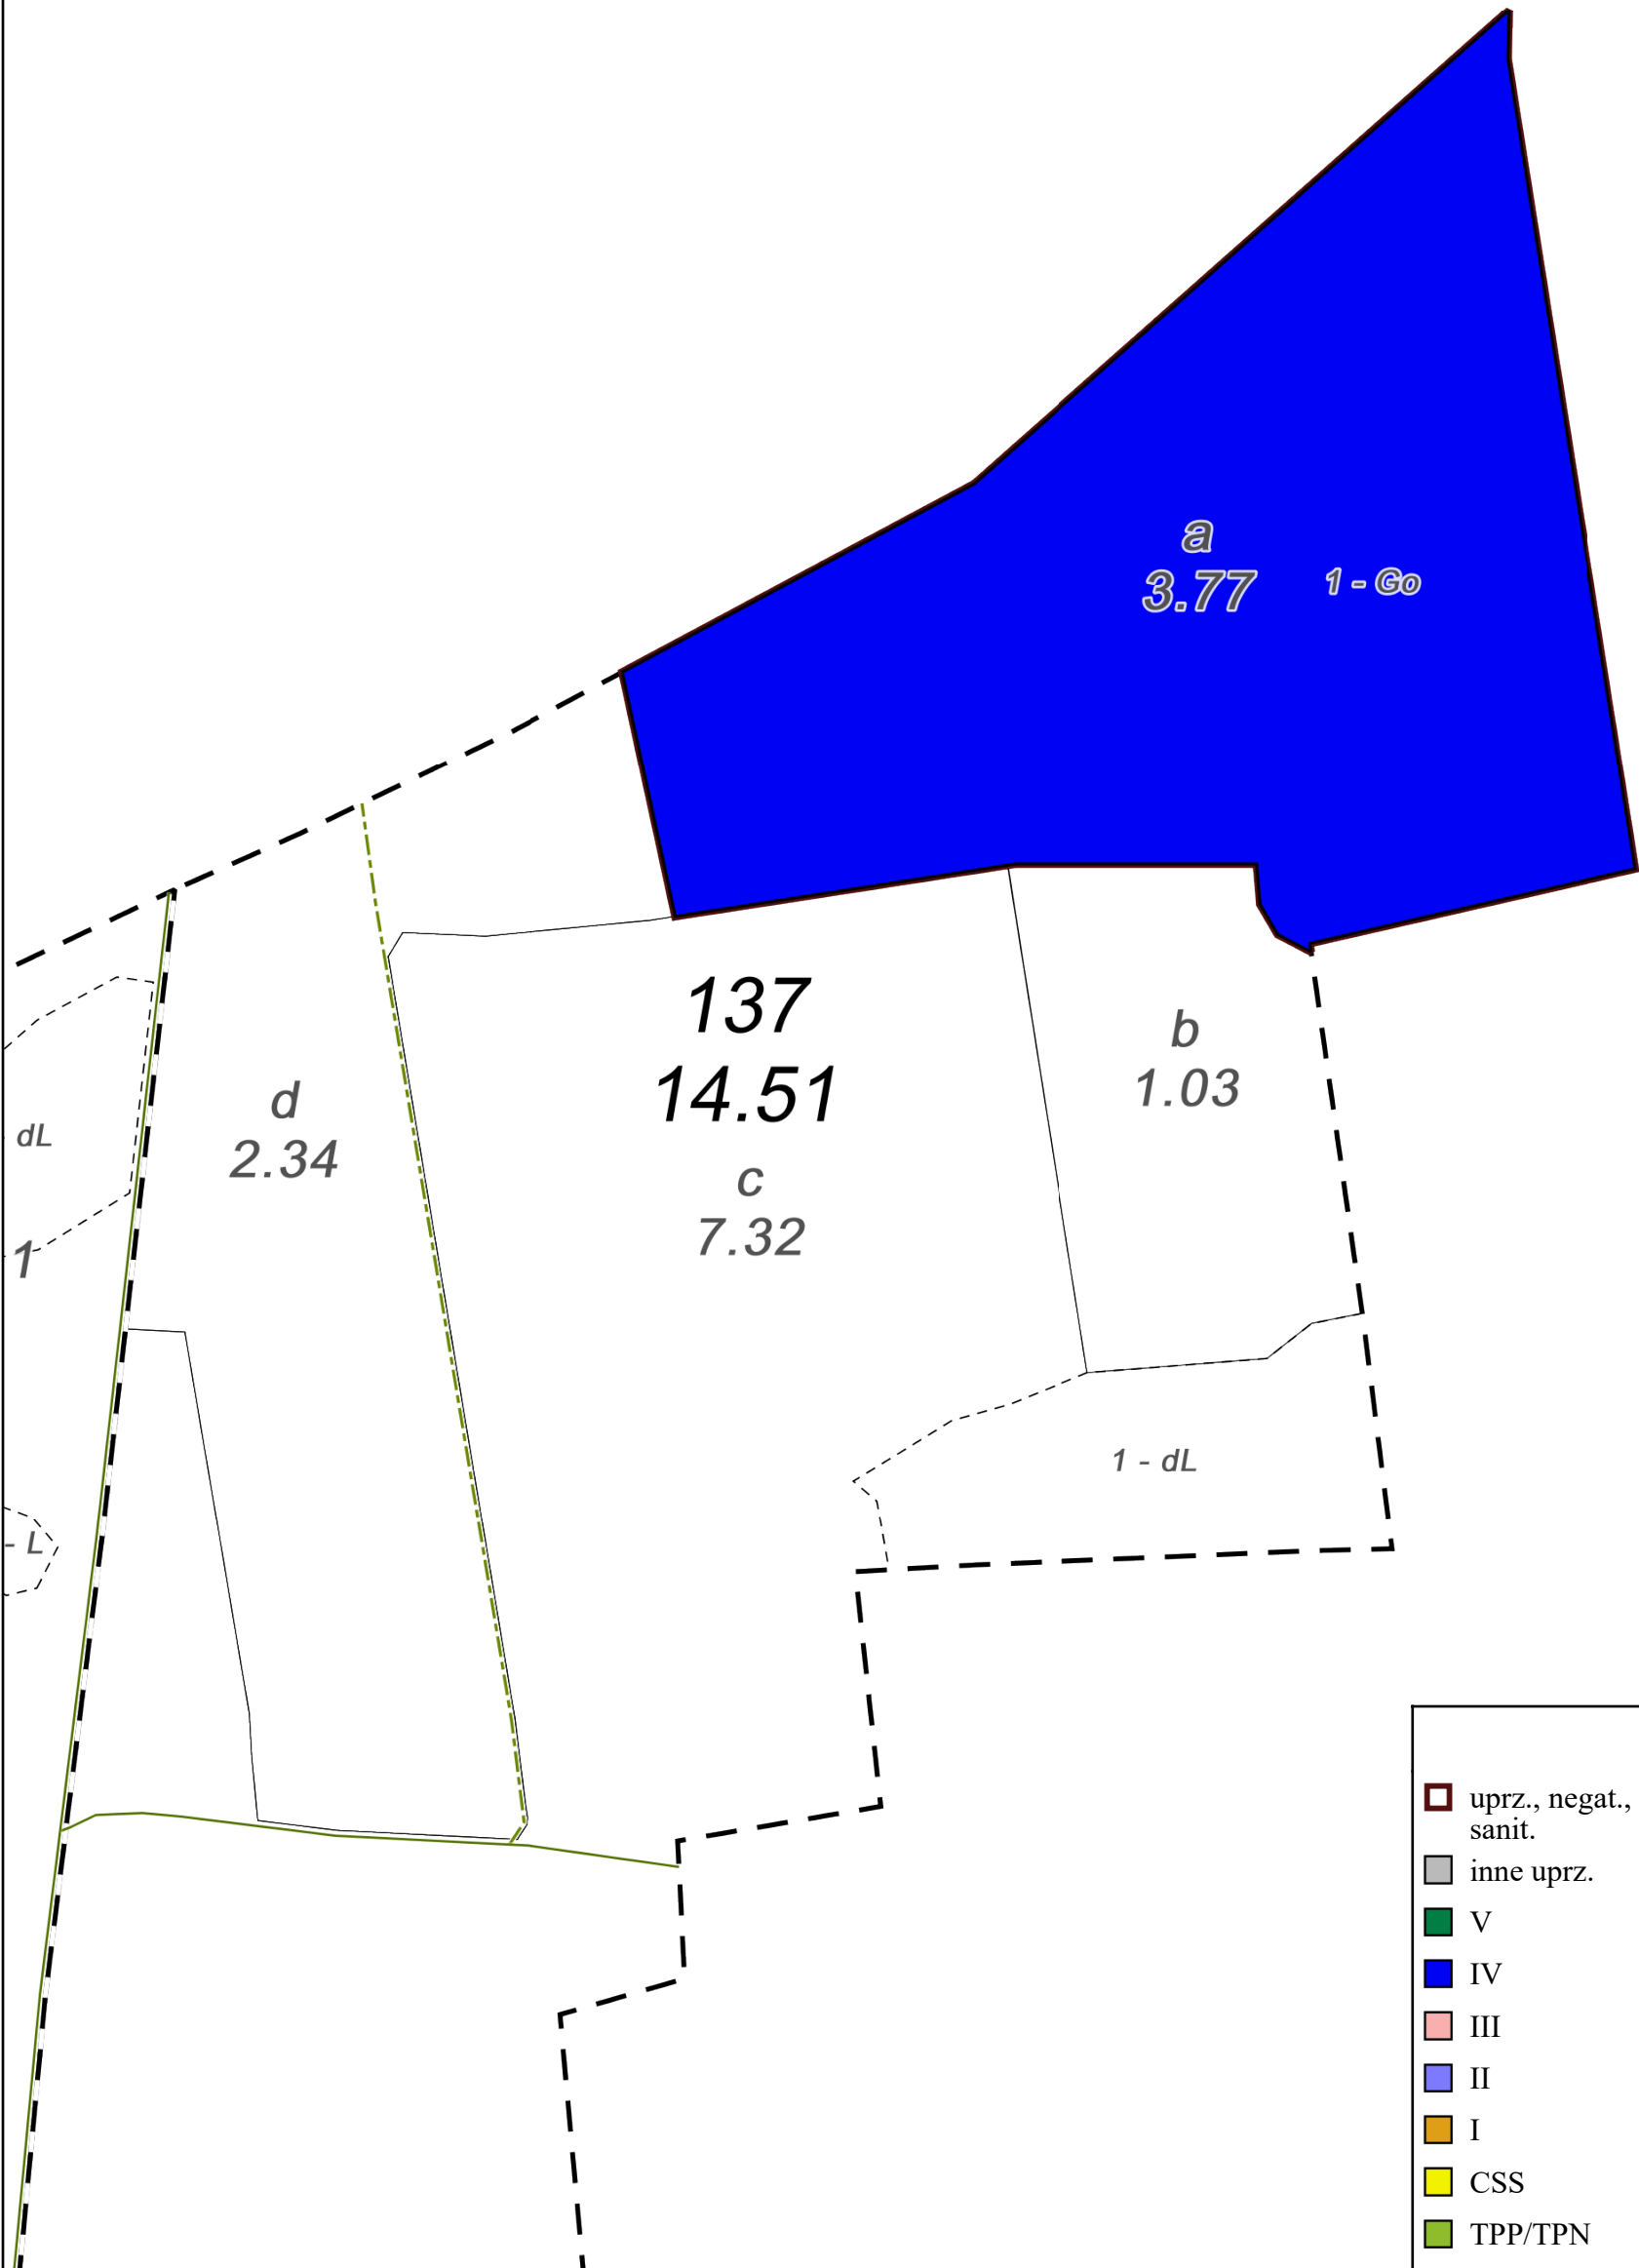 a
3.77
1 - Go
137
14.51
c
7.32
b
1.03
d
2.34
dL
1
- L
1 - dL
uprz., negat.,
sanit.
inne uprz.
V
IV
III
II
I
CSS
TPP/TPN